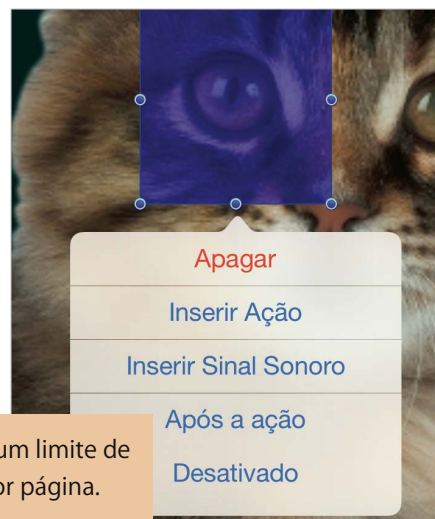 Apagar
Inserir Ação
Inserir Sinal Sonoro
Após a ação
Desativado
um limite de
or página.